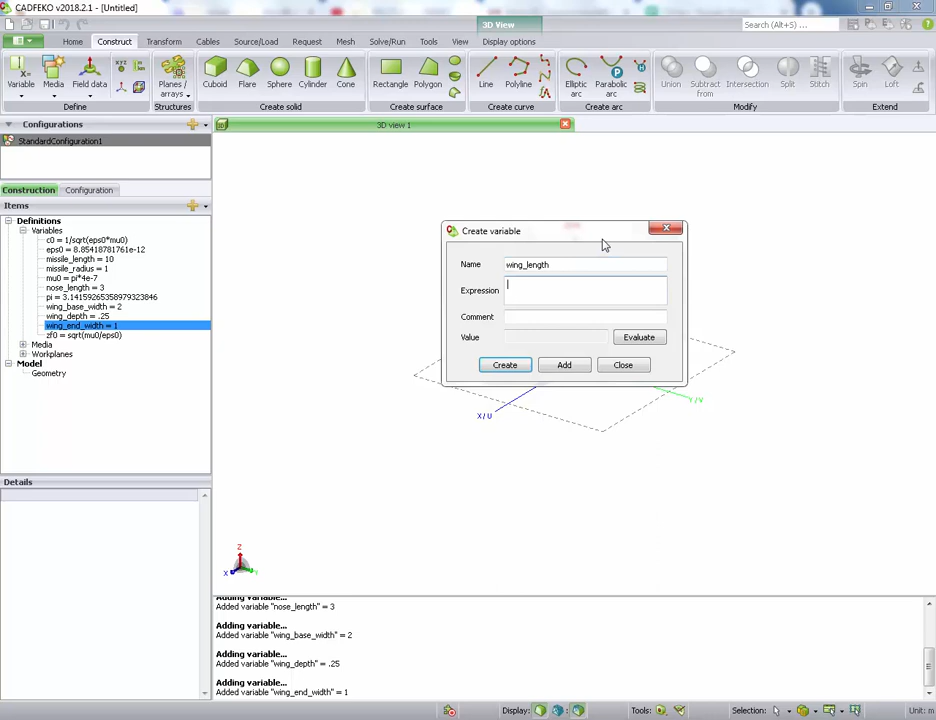 CADFEKO v2018.2.1 - [Untitled]
3D View
Search (Alt+S)
Home Construct Transform Cables Source/Load Request Mesh Solve/Run Tools View Display options
Variable Media Field data Planes / arrays Cuboid Flare Sphere Cylinder Cone Rectangle Polygon Line Polyline Elliptic arc Parabolic arc Union Subtract from Intersection Split Stitch Spin Loft
Define Structures Create solid Create surface Create curve Create arc Modify Extend
Configurations
3D view 1
StandardConfiguration1
Construction Configuration
Items
Definitions
Variables
c0 = 1/sqrt(eps0*mu0)
eps0 = 8.85418781761e-12
missile_length = 10
missile_radius = 1
mu0 = pi*4e-7
nose_length = 3
pi = 3.14159265358979323846
wing_base_width = 2
wing_depth = .25
wing_end_width = 1
zf0 = sqrt(mu0/eps0)
Media
Workplanes
Model
Geometry
Create variable
Name wing_length
Expression
Comment
Value Evaluate
Create Add Close
X/U
Y/V
Details
Z
X
Y
Adding variable...
Added variable "nose_length" = 3
Adding variable...
Added variable "wing_base_width" = 2
Adding variable...
Added variable "wing_depth" = .25
Adding variable...
Added variable "wing_end_width" = 1
Display: Tools: Selection: Unit: m